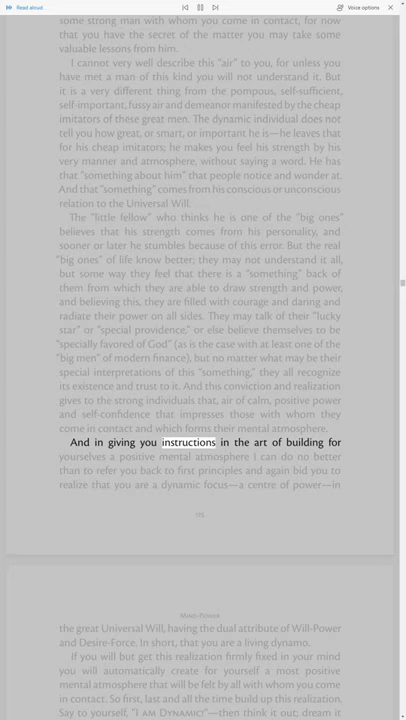 Read aloud
Voice options
some strong man with whom you come in contact, for now
that you have the secret of the matter you may take some
valuable lessons from him.
I cannot very well describe this "air" to you, for unless you
have met a man of this kind you will not understand it. But
it is a very different thing from the pompous, self-sufficient,
self-important, fussy air and demeanor manifested by the cheap
imitators of these great men. The dynamic individual does not
tell you how great, or smart, or important he is—he leaves that
for his cheap imitators; he makes you feel his strength by his
very manner and atmosphere, without saying a word. He has
that "something about him" that people notice and wonder at.
And that "something" comes from his conscious or unconscious
relation to the Universal Will.
The "little fellow" who thinks he is one of the "big ones"
believes that his strength comes from his personality, and
sooner or later he stumbles because of this error. But the real
"big ones" of life know better; they may not understand it all,
but some way they feel that there is a "something" back of
them from which they are able to draw strength and power,
and believing this, they are filled with courage and daring and
radiate their power on all sides. They may talk of their "lucky
star" or "special providence," or else believe themselves to be
"specially favored of God" (as is the case with at least one of the
"big men" of modern finance), but no matter what may be their
special interpretations of this "something," they all recognize
its existence and trust to it. And this conviction and realization
gives to the strong individuals that, air of calm, positive power
and self-confidence that impresses those with whom they
come in contact and which forms their mental atmosphere.
And in giving you instructions in the art of building for
yourselves a positive mental atmosphere I can do no better
than to refer you back to first principles and again bid you to
realize that you are a dynamic focus—a centre of power—in
Mind-Power
the great Universal Will, having the dual attribute of Will-Power
and Desire-Force. In short, that you are a living dynamo.
If you will but get this realization firmly fixed in your mind
you will automatically create for yourself a most positive
mental atmosphere that will be felt by all with whom you come
in contact. So first, last and all the time build up this realization.
Say to yourself, "I am Dynamic!"—then think it out; dream it